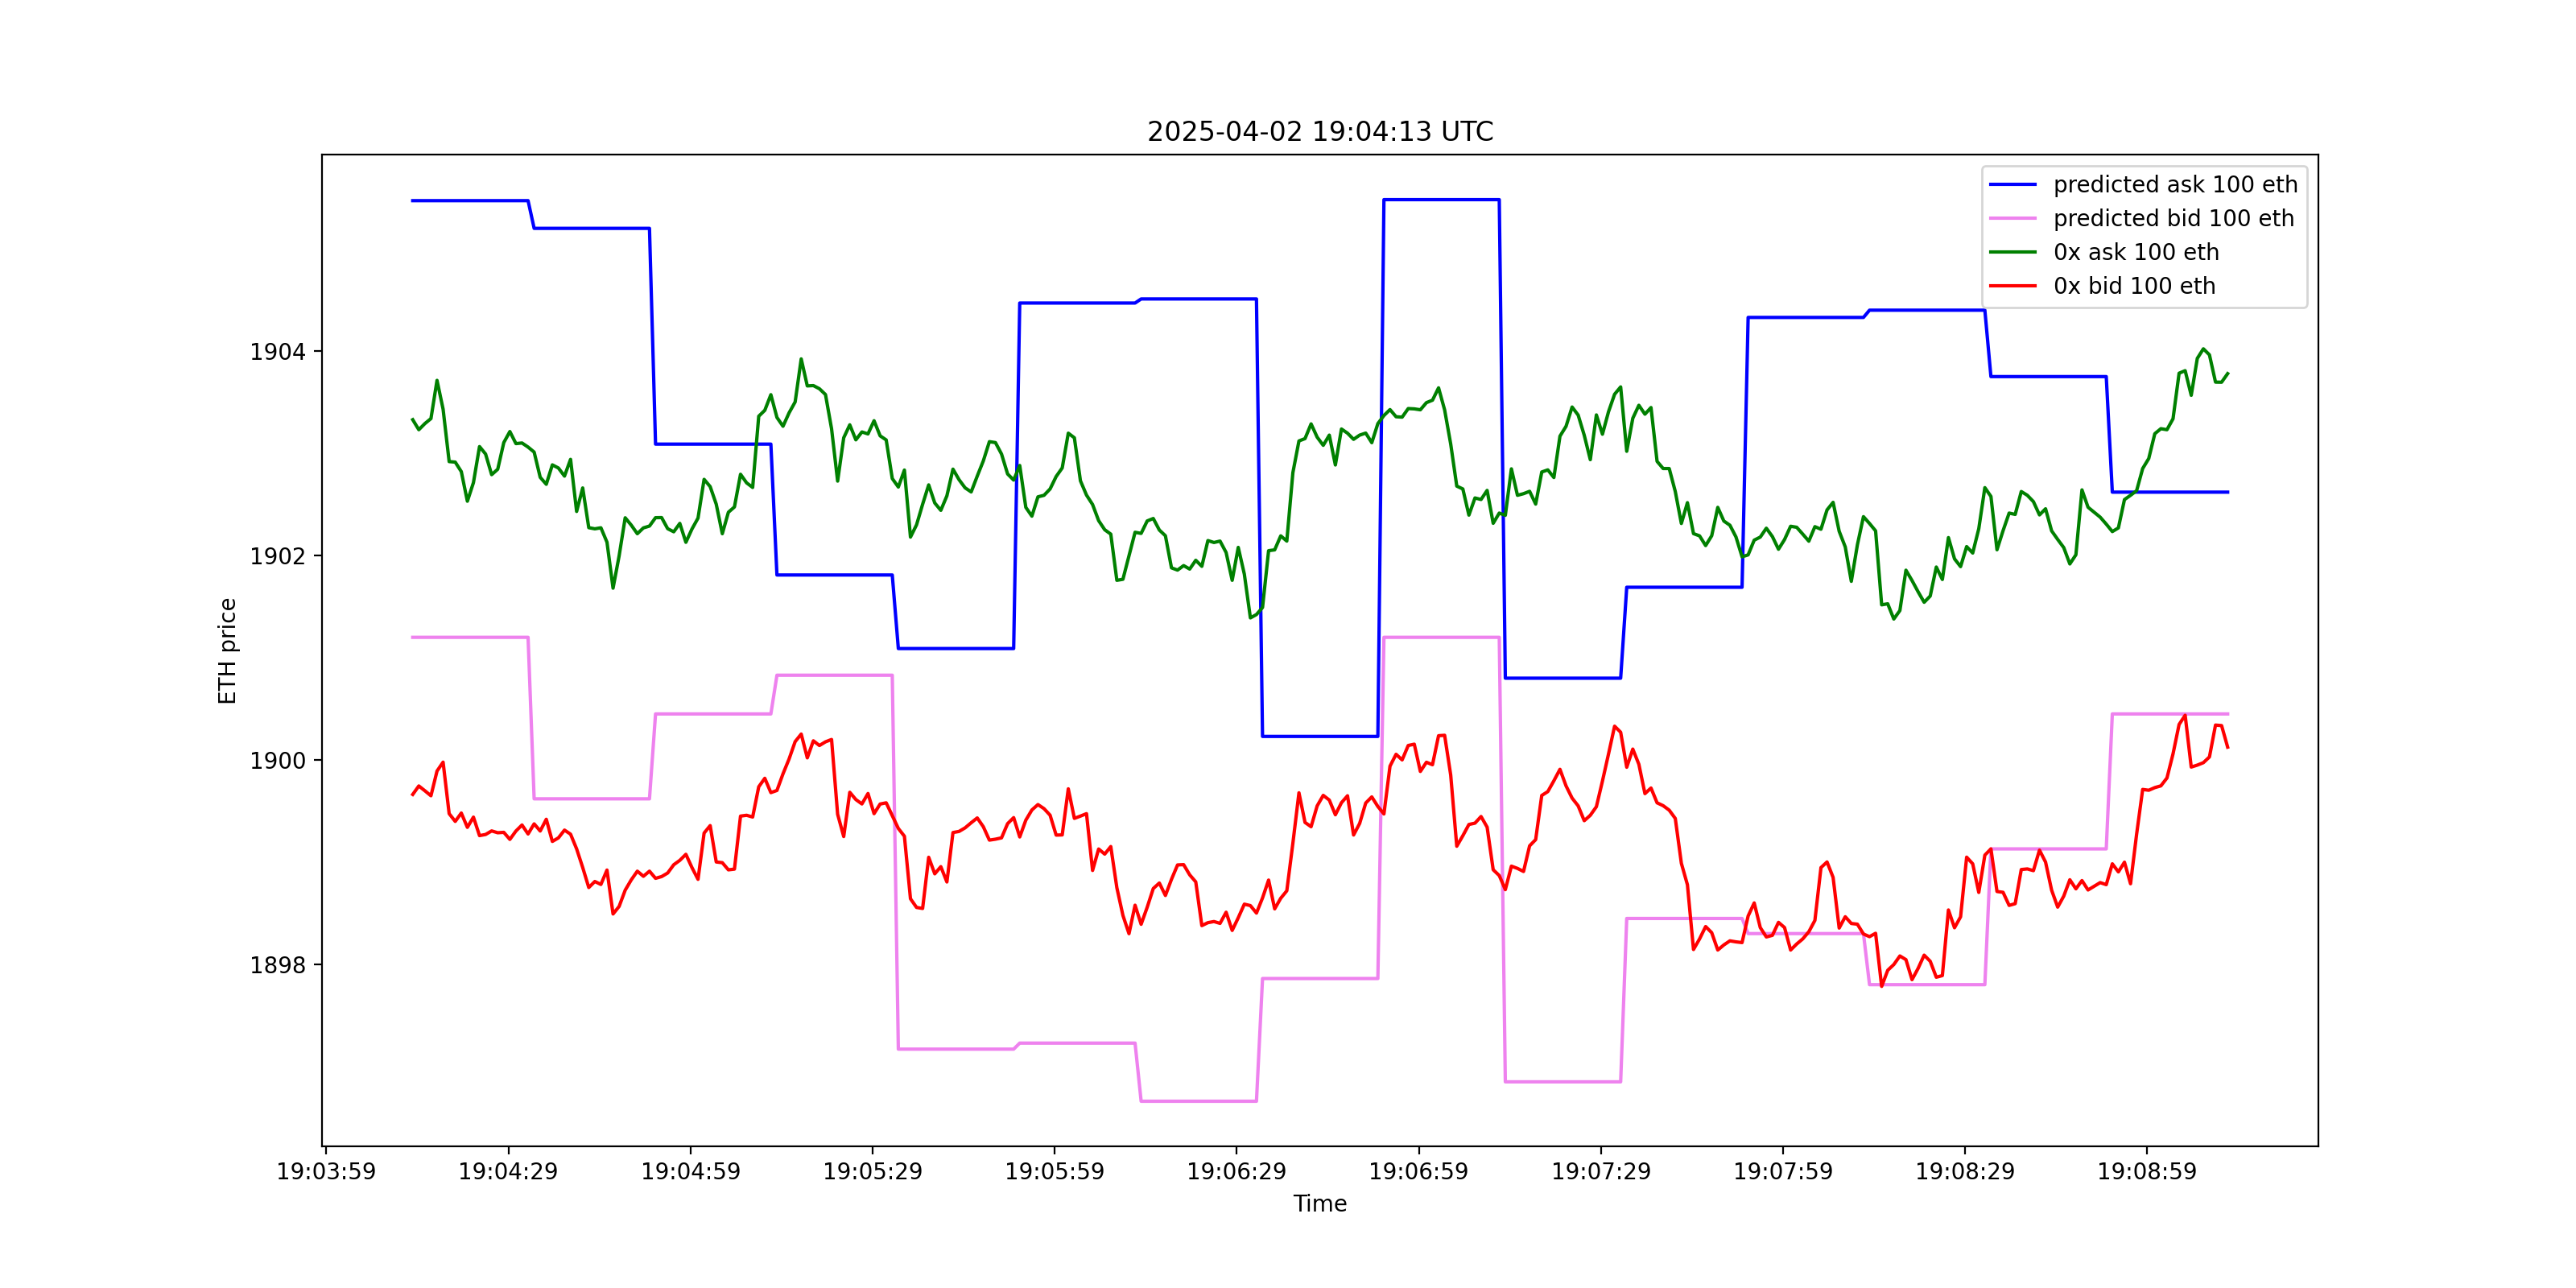 2025-04-02 19:04:13 UTC
predicted ask 100 eth
predicted bid 100 eth
0x ask 100 eth
0x bid 100 eth
ETH price
1904
1902
1900
1898
19:03:59 19:04:29 19:04:59 19:05:29 19:05:59 19:06:29 19:06:59 19:07:29 19:07:59 19:08:29 19:08:59
Time